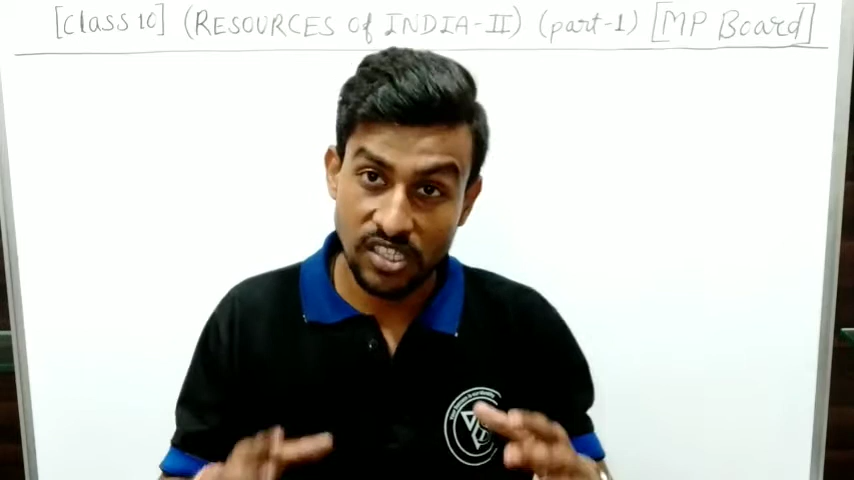 [Class 10] (RESOURCES of INDIA-II) (part-1) [MP Board]